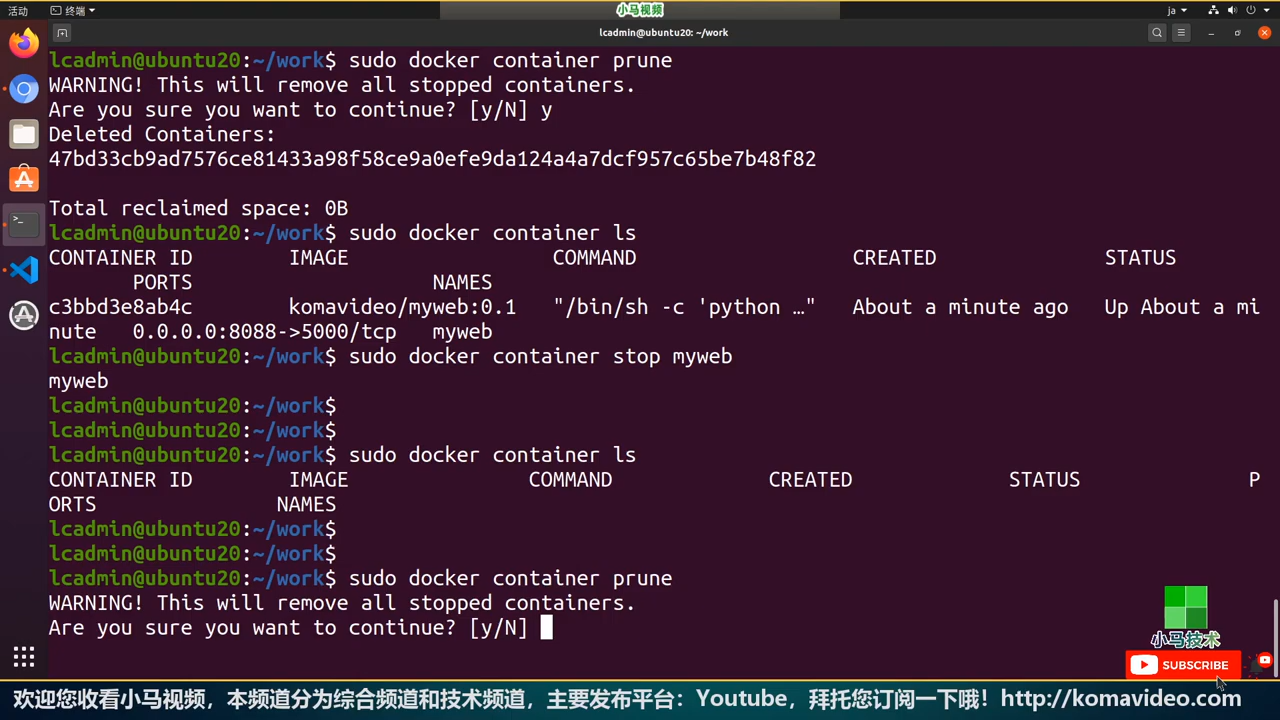 活动
终端
小马视频
ja
lcadmin@ubuntu20: ~/work
lcadmin@ubuntu20:~/work$ sudo docker container prune
WARNING! This will remove all stopped containers.
Are you sure you want to continue? [y/N] y
Deleted Containers:
47bd33cb9ad7576ce81433a98f58ce9a0efe9da124a4a7dcf957c65be7b48f82
Total reclaimed space: 0B
lcadmin@ubuntu20:~/work$ sudo docker container ls
CONTAINER ID IMAGE COMMAND CREATED STATUS
PORTS NAMES
c3bbd3e8ab4c komavideo/myweb:0.1 "/bin/sh -c 'python …" About a minute ago Up About a mi
nute 0.0.0.0:8088->5000/tcp myweb
lcadmin@ubuntu20:~/work$ sudo docker container stop myweb
myweb
lcadmin@ubuntu20:~/work$
lcadmin@ubuntu20:~/work$
lcadmin@ubuntu20:~/work$ sudo docker container ls
CONTAINER ID IMAGE COMMAND CREATED STATUS P
ORTS NAMES
lcadmin@ubuntu20:~/work$
lcadmin@ubuntu20:~/work$
lcadmin@ubuntu20:~/work$ sudo docker container prune
WARNING! This will remove all stopped containers.
Are you sure you want to continue? [y/N]
小马技术
SUBSCRIBE
欢迎您收看小马视频，本频道分为综合频道和技术频道，主要发布平台：Youtube，拜托您订阅一下哦！http://komavideo.com